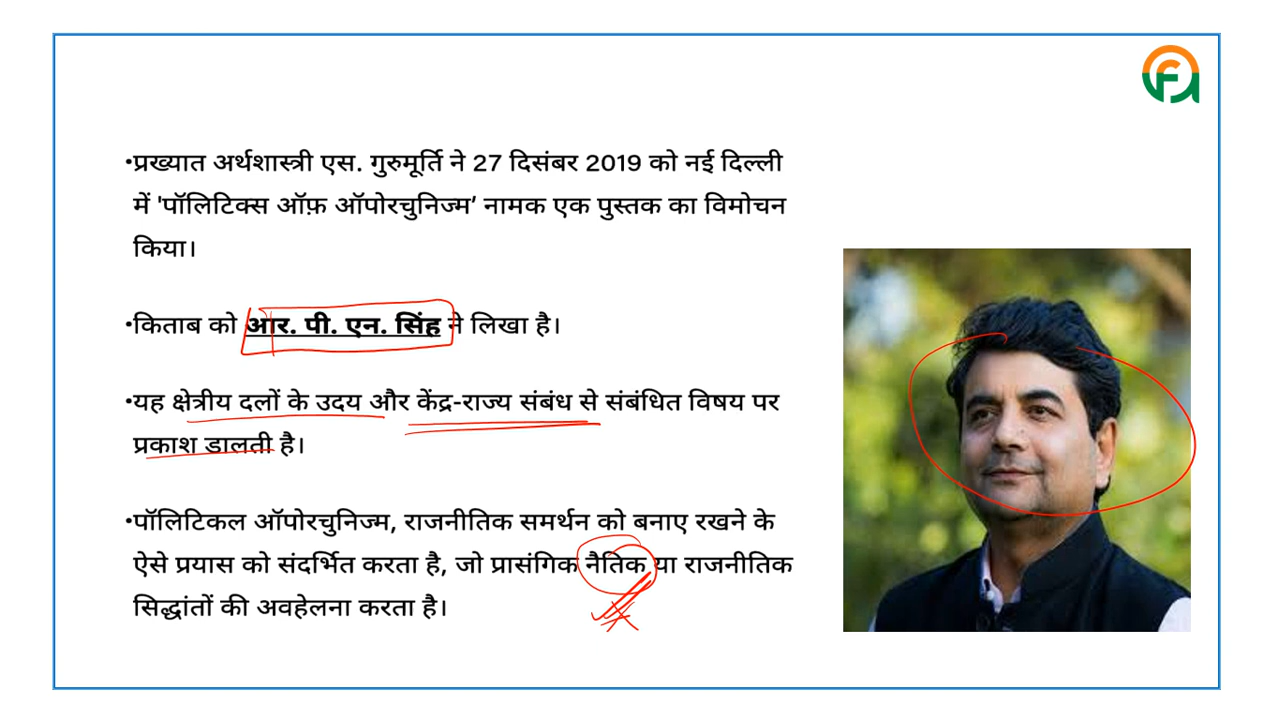 •प्रख्यात अर्थशास्त्री एस. गुरुमूर्ति ने 27 दिसंबर 2019 को नई दिल्ली
में 'पॉलिटिक्स ऑफ़ ऑपोरचुनिज्म’ नामक एक पुस्तक का विमोचन
किया।
•किताब को आर. पी. एन. सिंह ने लिखा है।
•यह क्षेत्रीय दलों के उदय और केंद्र-राज्य संबंध से संबंधित विषय पर
प्रकाश डालती है।
•पॉलिटिकल ऑपोरचुनिज्म, राजनीतिक समर्थन को बनाए रखने के
ऐसे प्रयास को संदर्भित करता है, जो प्रासंगिक नैतिक या राजनीतिक
सिद्धांतों की अवहेलना करता है।